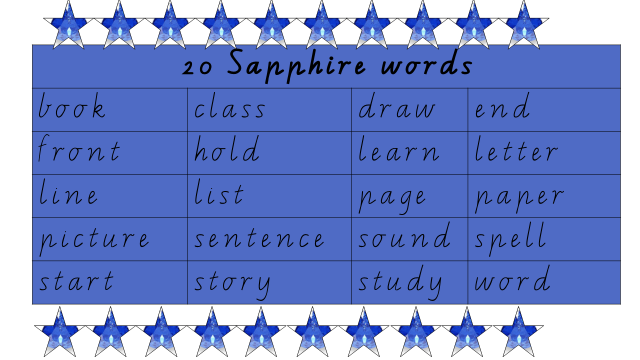 20 Sapphire words
book class draw end
front hold learn letter
line list page paper
picture sentence sound spell
start story study word